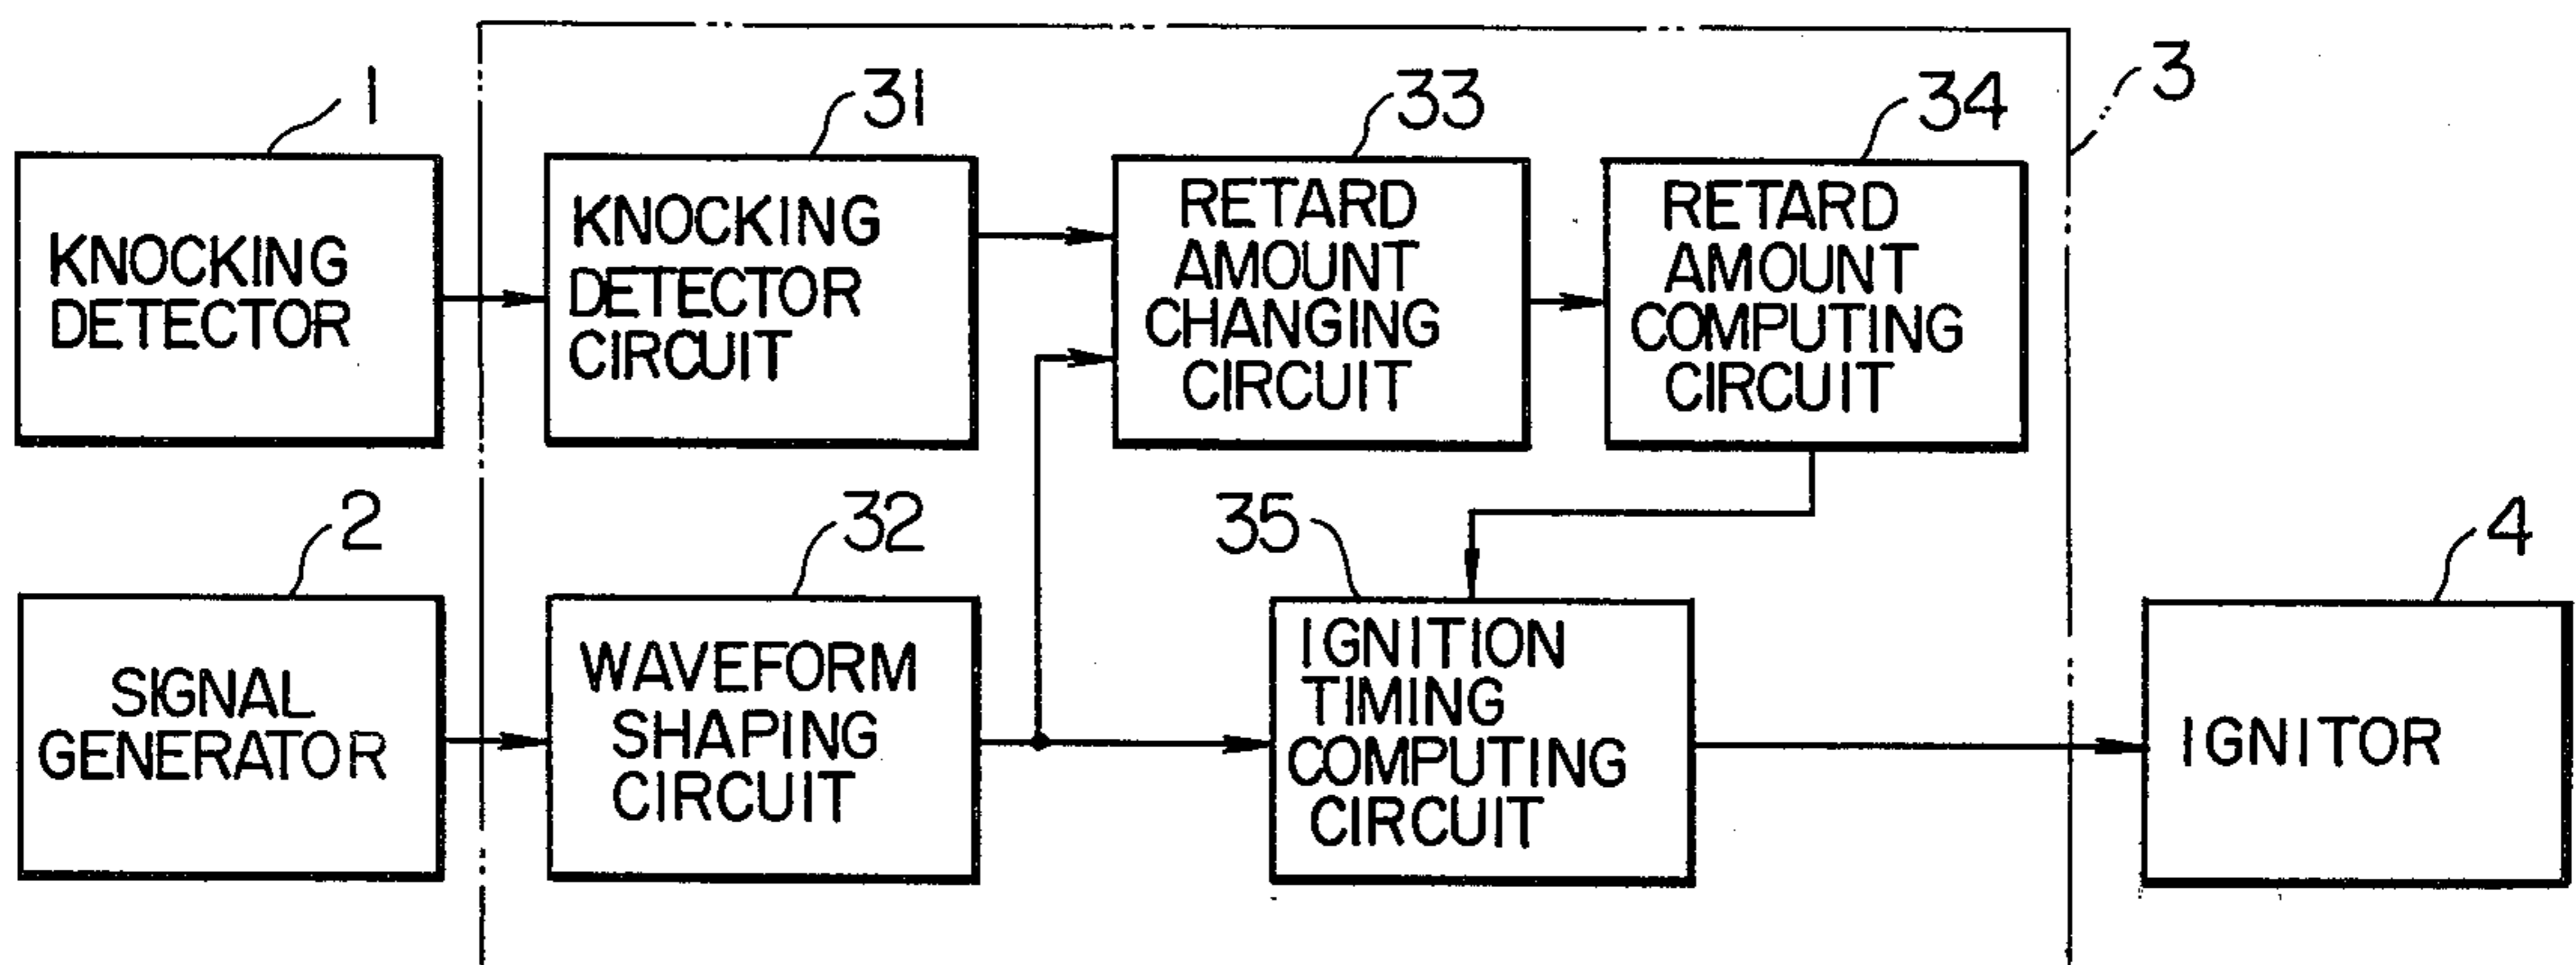 1
31
33
34
3
KNOCKING
DETECTOR
KNOCKING
DETECTOR
CIRCUIT
RETARD
AMOUNT
CHANGING
CIRCUIT
RETARD
AMOUNT
COMPUTING
CIRCUIT
2
32
35
4
SIGNAL
GENERATOR
WAVEFORM
SHAPING
CIRCUIT
IGNITION
TIMING
COMPUTING
CIRCUIT
IGNITOR